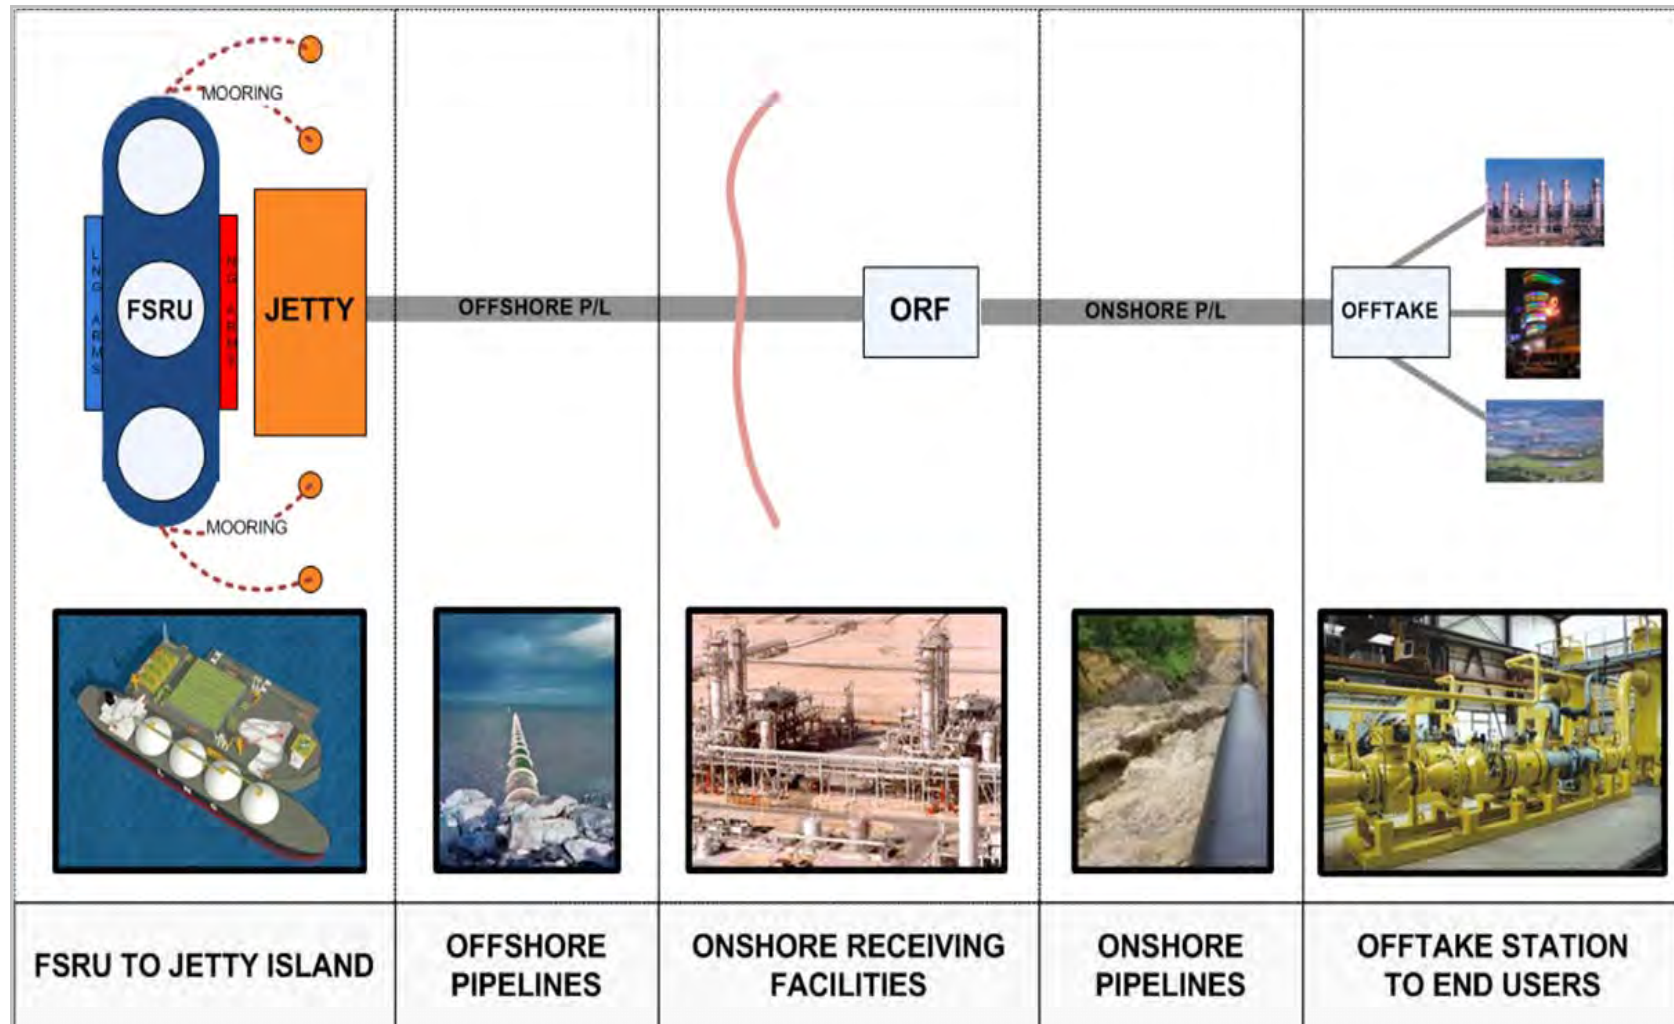 MOORING
LNG ARMS
FSRU
NG ARMS
JETTY
OFFSHORE P/L
ORF
ONSHORE P/L
OFFTAKE
MOORING
L N G
FSRU TO JETTY ISLAND
OFFSHORE
PIPELINES
ONSHORE RECEIVING
FACILITIES
ONSHORE
PIPELINES
OFFTAKE STATION
TO END USERS